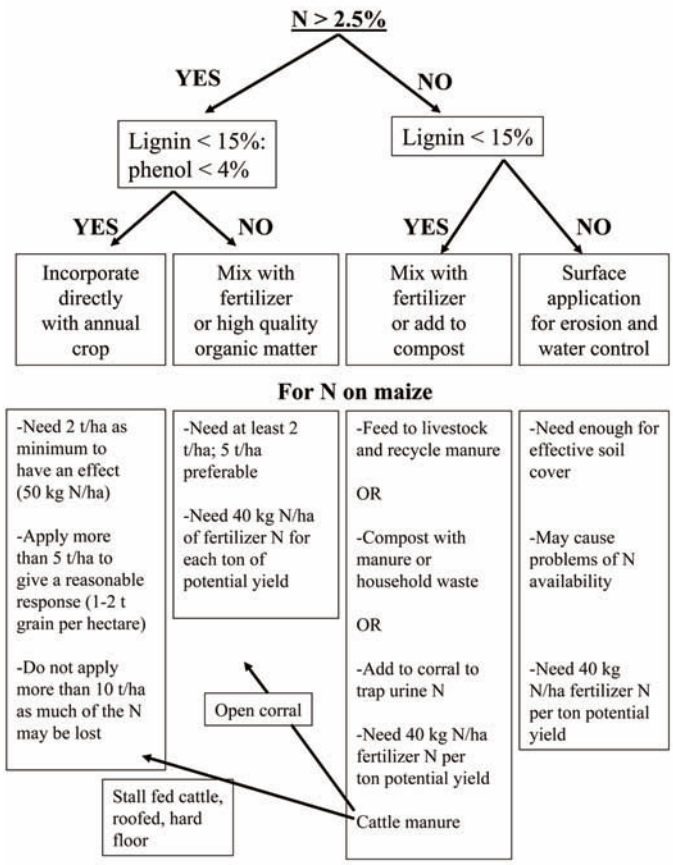 N > 2.5%
YES
NO
Lignin < 15%:
phenol < 4%
Lignin < 15%
YES
NO
YES
NO
Incorporate
directly
with annual
crop
Mix with
fertilizer
or high quality
organic matter
Mix with
fertilizer
or add to
compost
Surface
application
for erosion and
water control
For N on maize
-Need 2 t/ha as
minimum to
have an effect
(50 kg N/ha)
-Apply more
than 5 t/ha to
give a reasonable
response (1-2 t
grain per hectare)
-Do not apply
more than 10 t/ha
as much of the N
may be lost
-Need at least 2
t/ha; 5 t/ha
preferable
-Need 40 kg N/ha
of fertilizer N for
each ton of
potential yield
-Feed to livestock
and recycle manure
OR
-Compost with
manure or
household waste
OR
-Add to corral to
trap urine N
-Need 40 kg N/ha
fertilizer N per
ton potential yield
Cattle manure
-Need enough for
effective soil
cover
-May cause
problems of N
availability
-Need 40 kg
N/ha fertilizer N
per ton potential
yield
Open corral
Stall fed cattle,
roofed, hard
floor